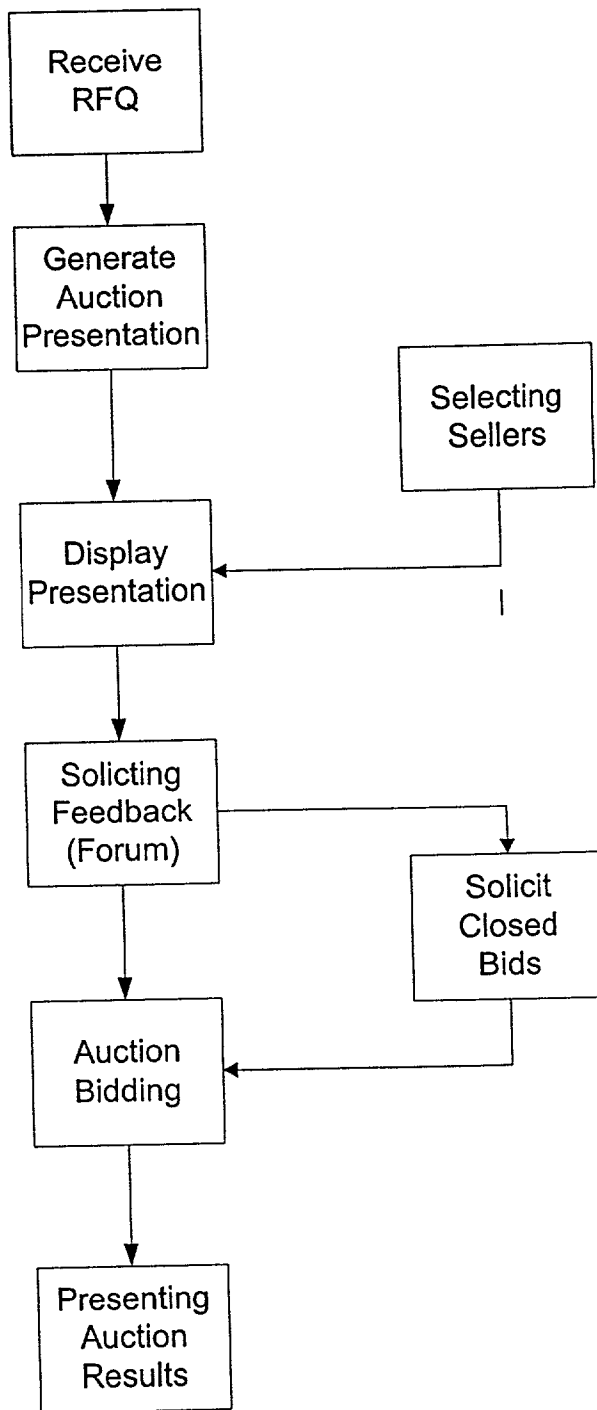 Receive
RFQ
Generate
Auction
Presentation
Selecting
Sellers
Display
Presentation
Solicting
Feedback
(Forum)
Solicit
Closed
Bids
Auction
Bidding
Presenting
Auction
Results